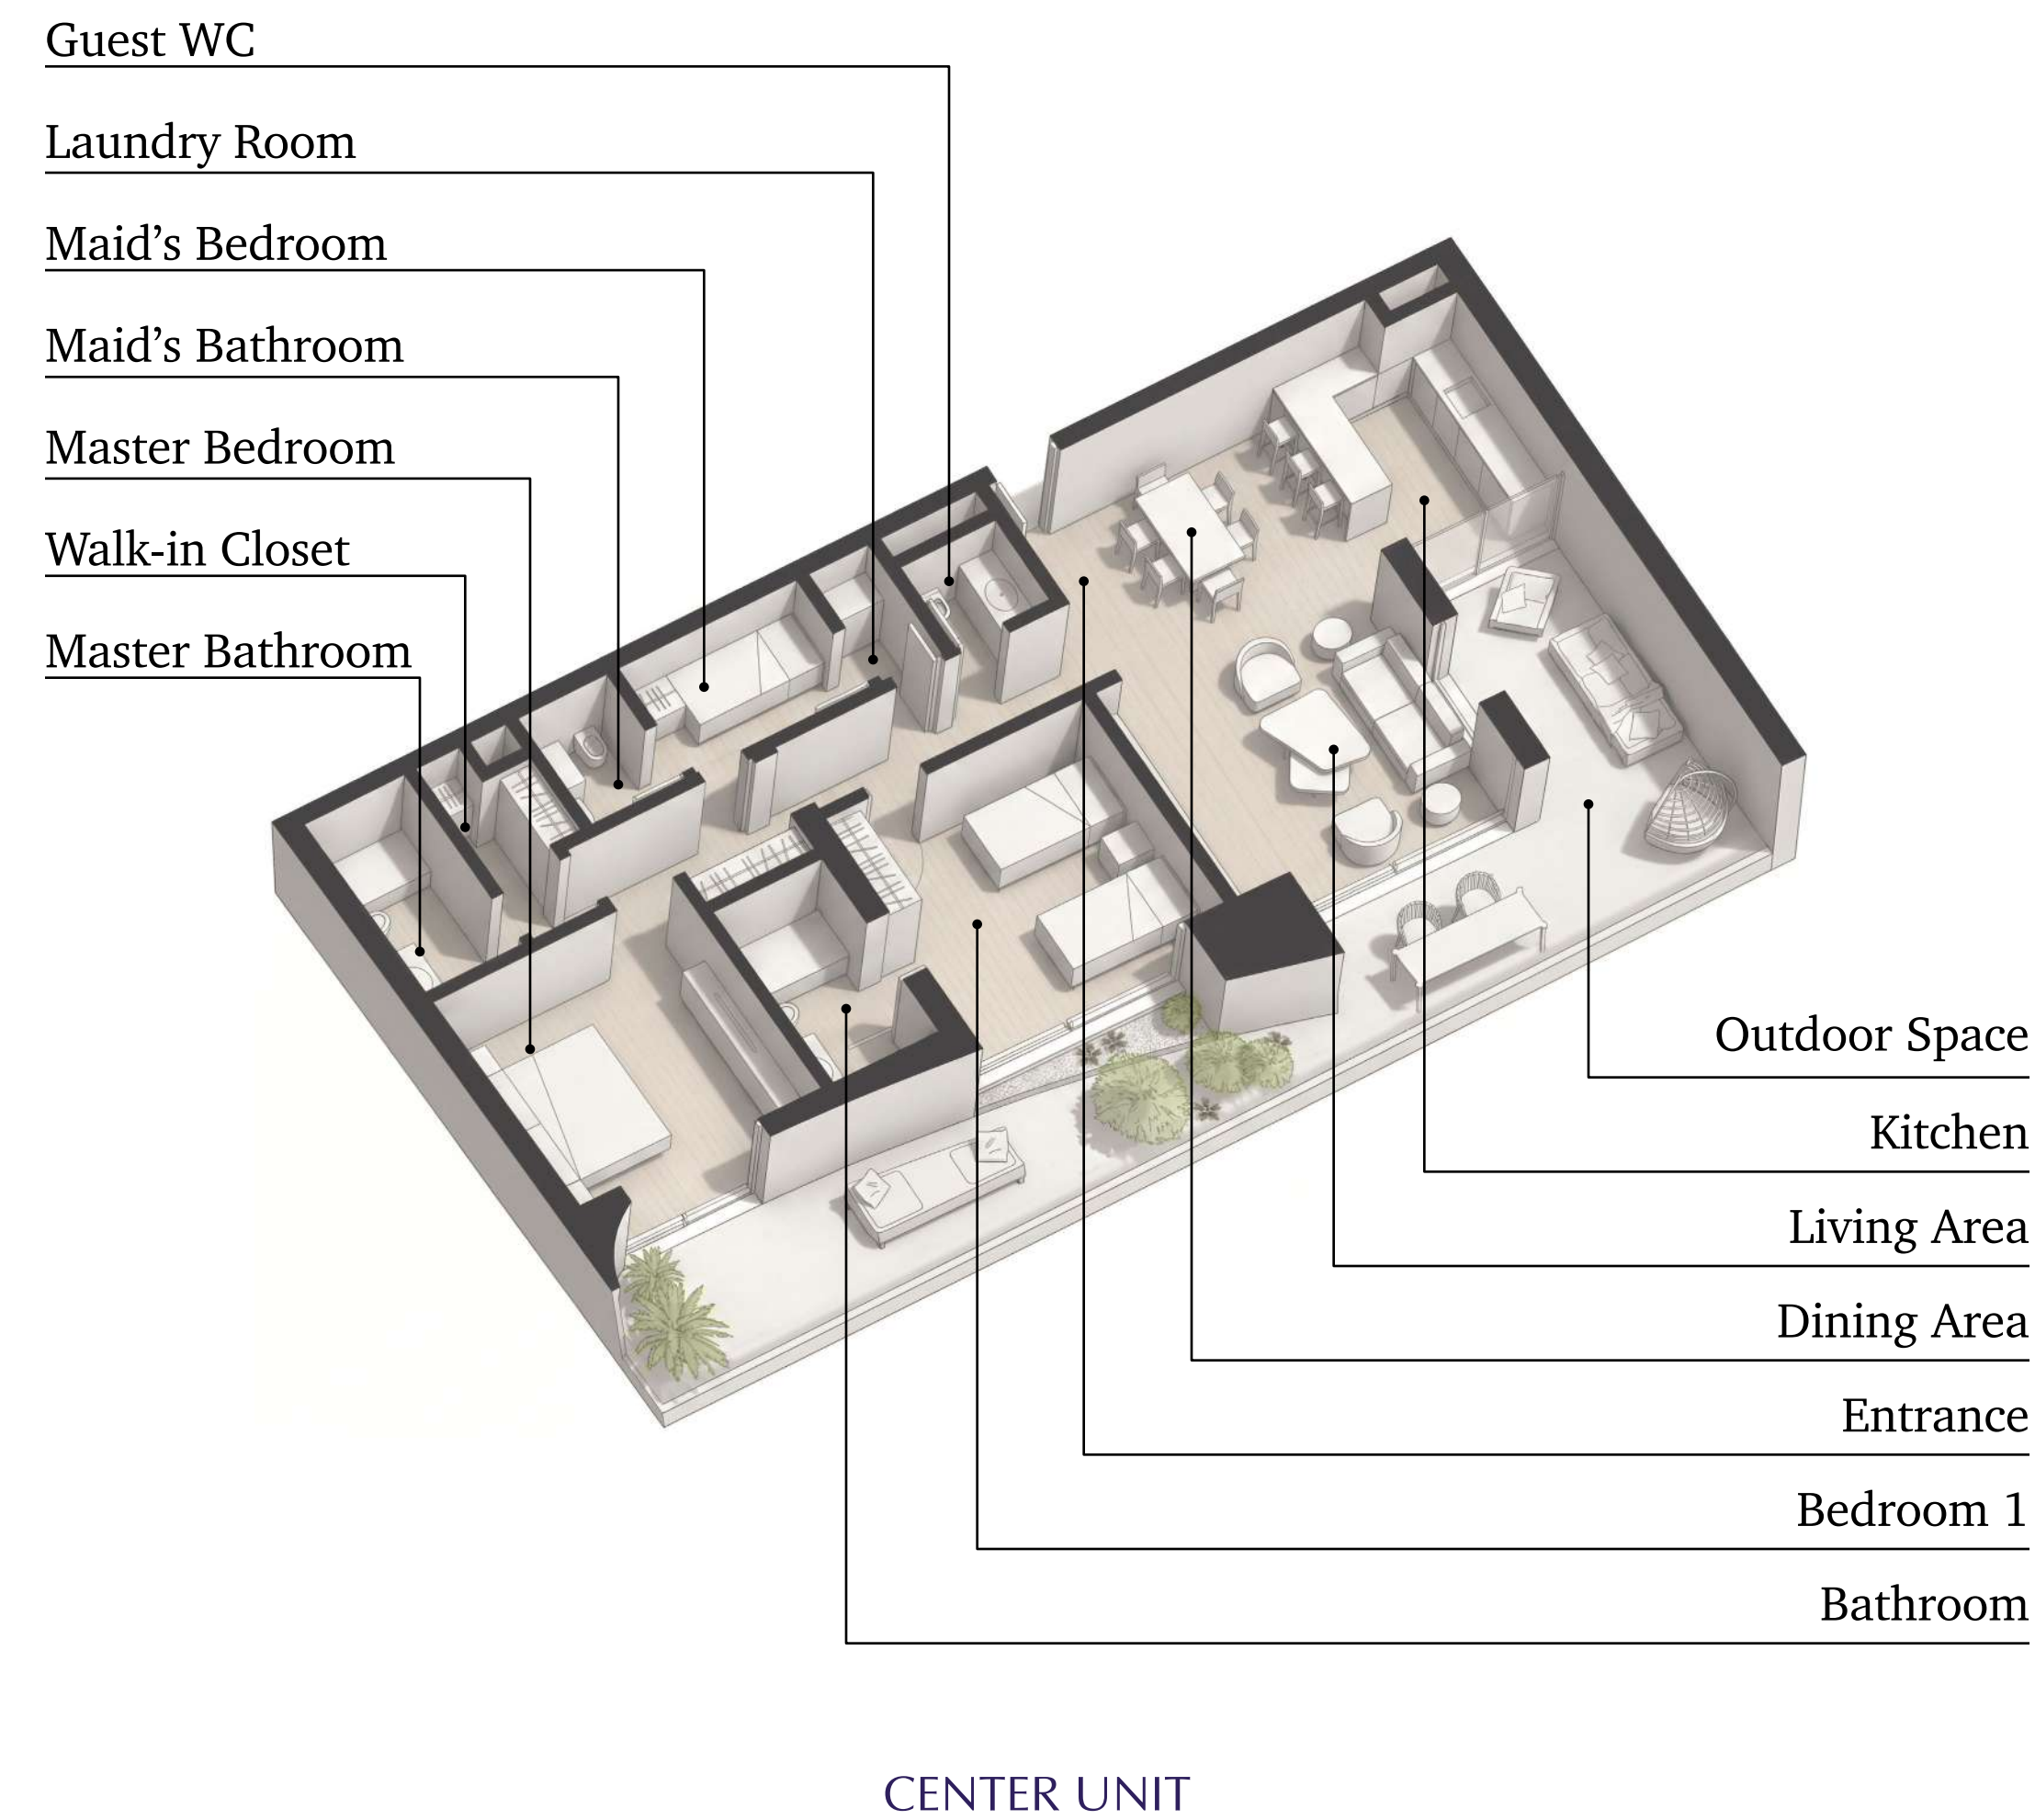 Guest WC
Laundry Room
Maid’s Bedroom
Maid’s Bathroom
Master Bedroom
Walk-in Closet
Master Bathroom
Outdoor Space
Kitchen
Living Area
Dining Area
Entrance
Bedroom 1
Bathroom
CENTER UNIT